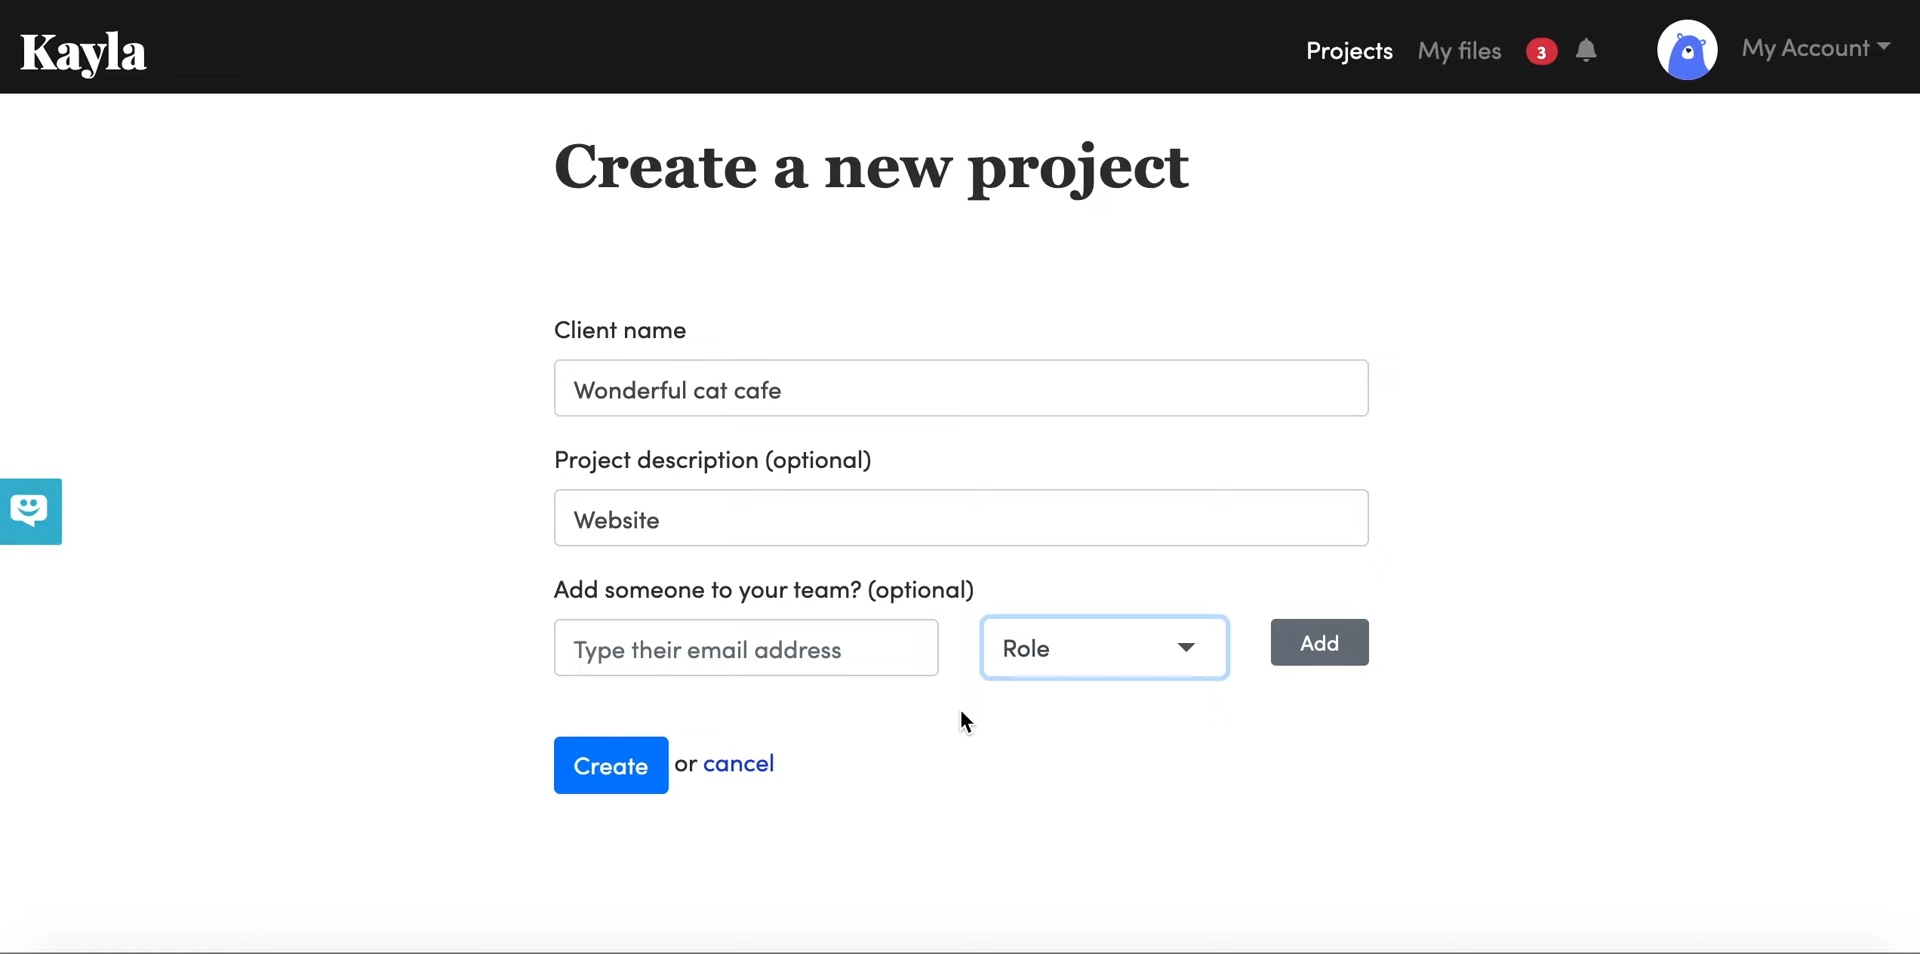 Kayla
Projects My files 3 My Account
Create a new project
Client name
Wonderful cat cafe
Project description (optional)
Website
Add someone to your team? (optional)
Type their email address Role Add
Create or cancel